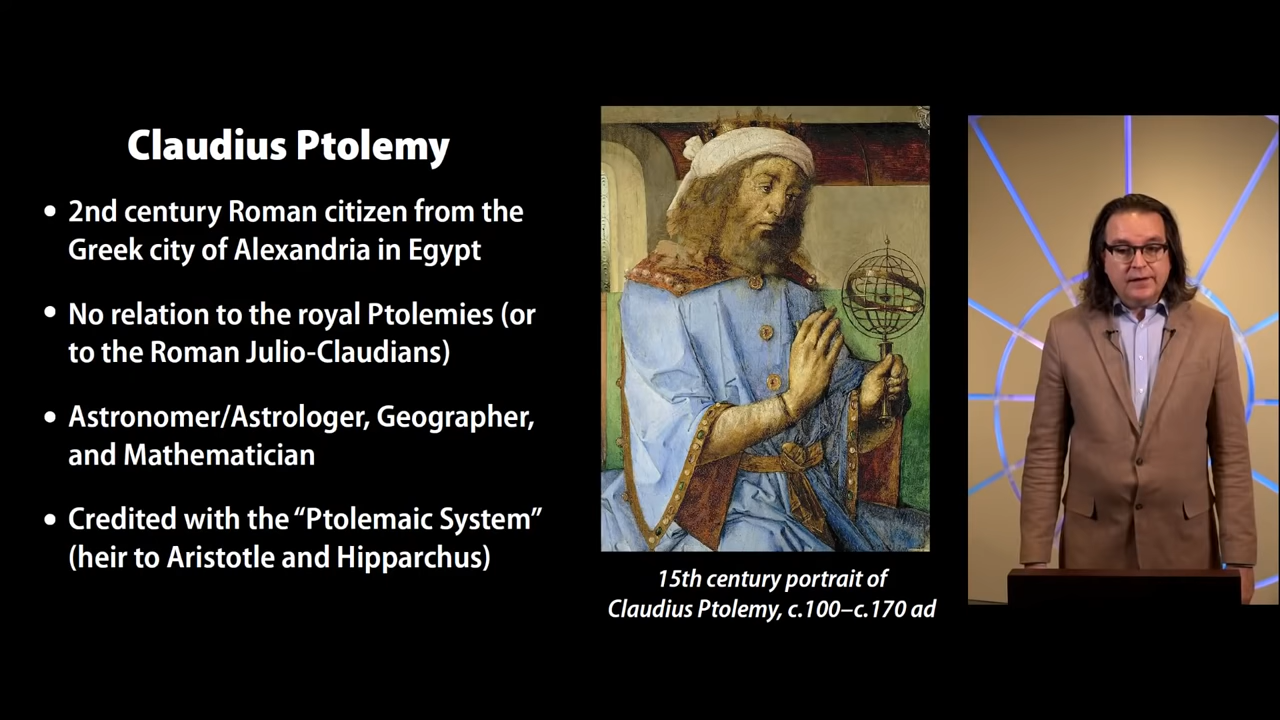 Claudius Ptolemy
• 2nd century Roman citizen from the
Greek city of Alexandria in Egypt
• No relation to the royal Ptolemies (or
to the Roman Julio-Claudians)
• Astronomer/Astrologer, Geographer,
and Mathematician
• Credited with the “Ptolemaic System”
(heir to Aristotle and Hipparchus)
15th century portrait of
Claudius Ptolemy, c.100–c.170 ad